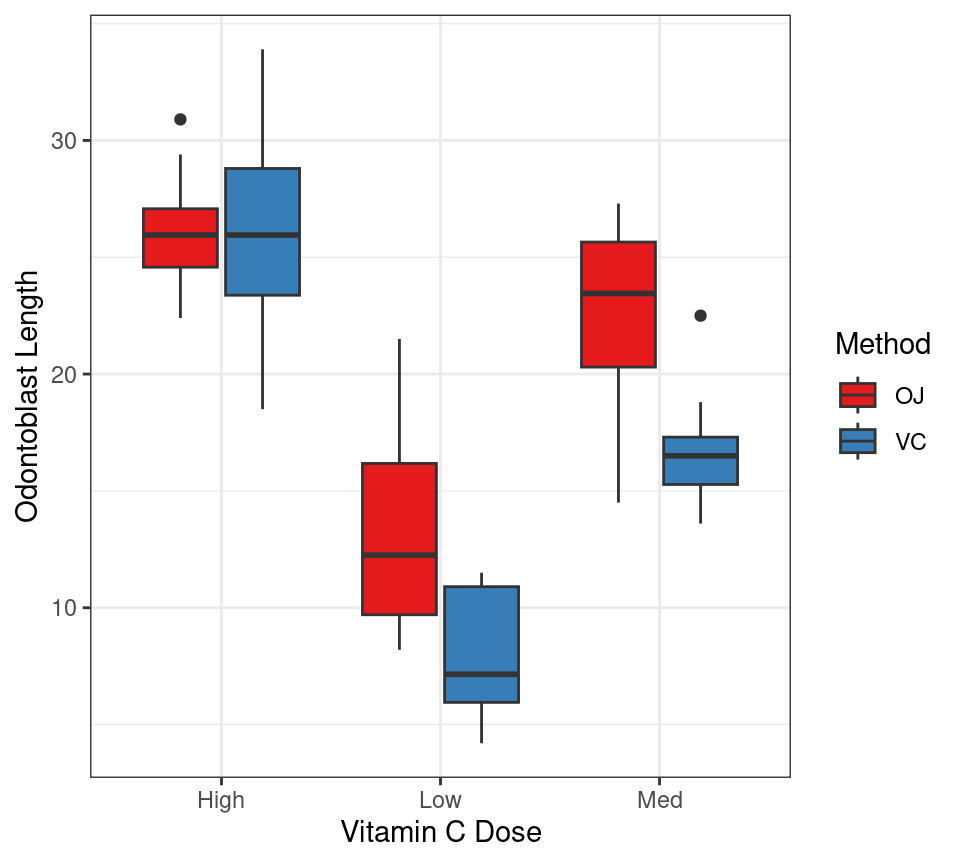 Odontoblast Length
30
20
10
High
Low
Med
Vitamin C Dose
Method
OJ
VC